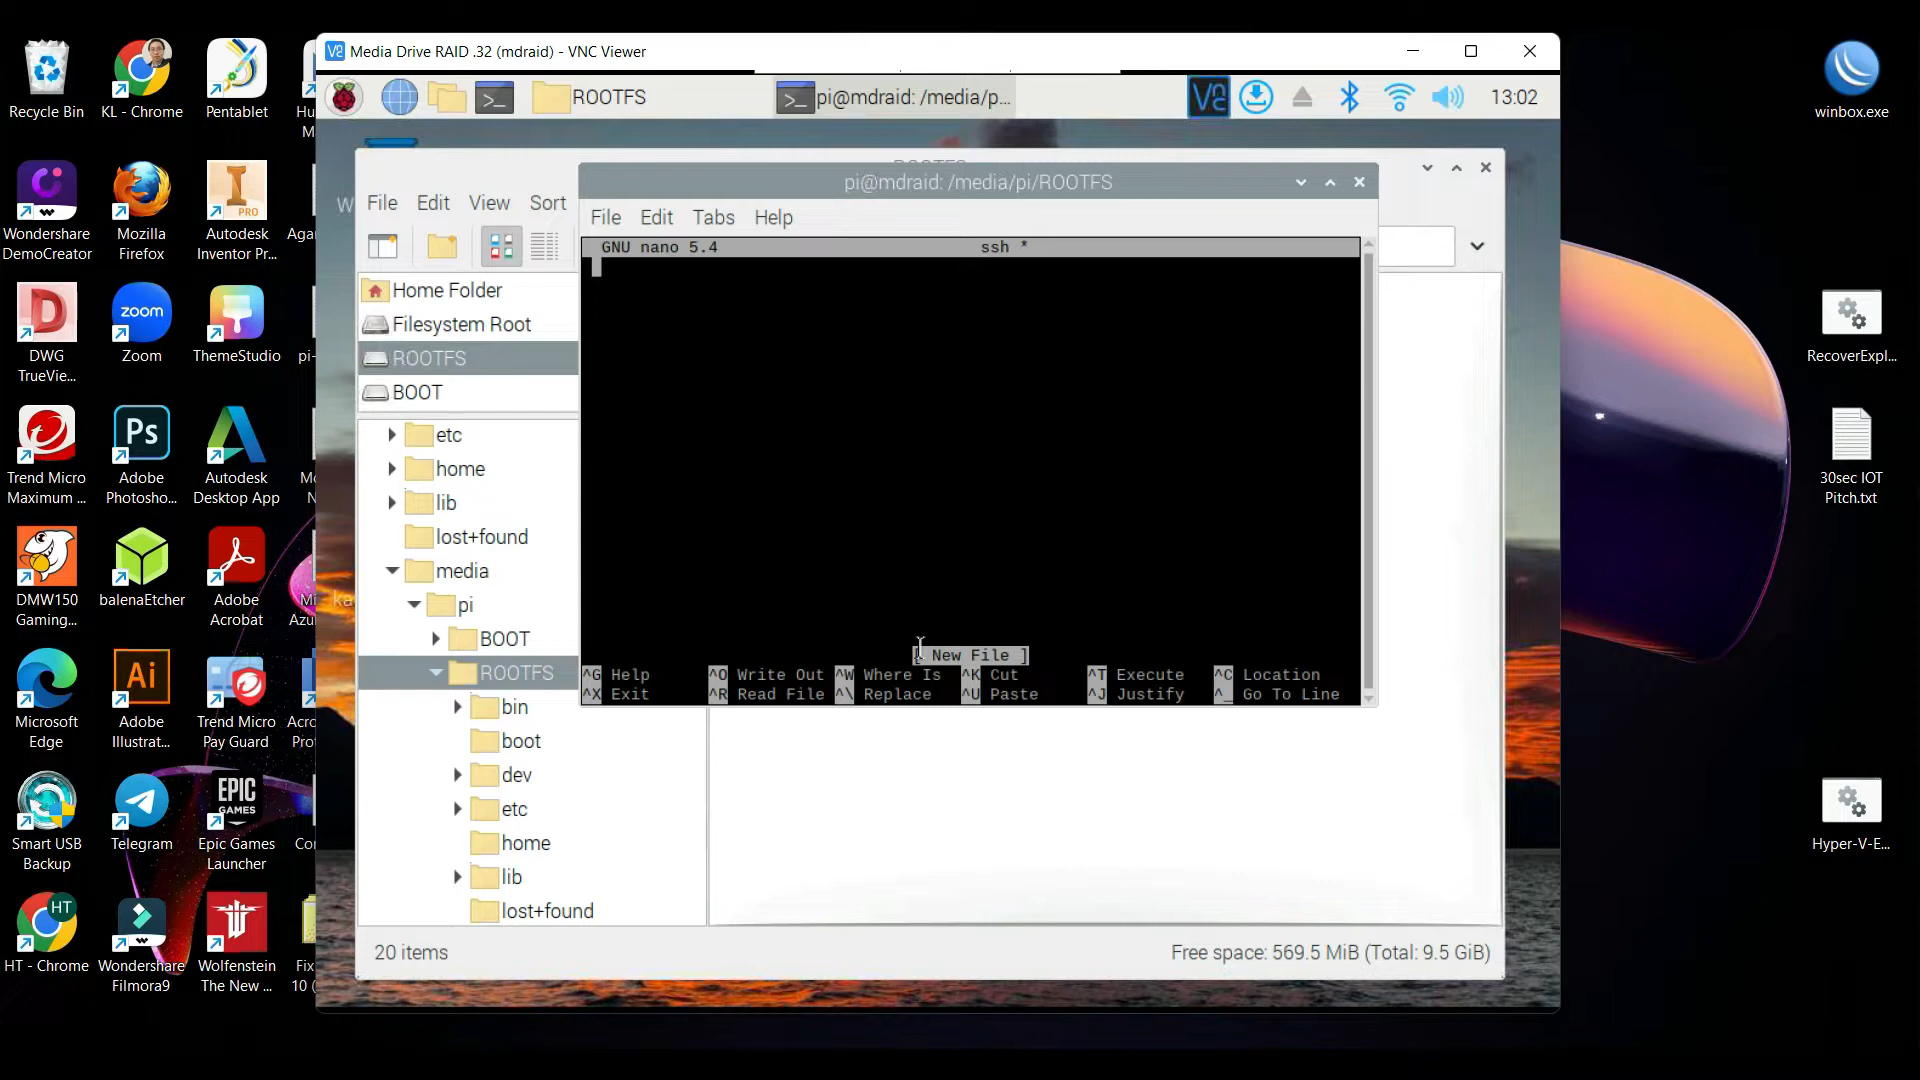 Media Drive RAID .32 (mdraid) - VNC Viewer
ROOTFS
pi@mdraid: /media/p...
13:02
pi@mdraid: /media/pi/ROOTFS
File Edit View Sort
File Edit Tabs Help
GNU nano 5.4 ssh *
[ New File ]
^G Help ^O Write Out ^W Where Is ^K Cut ^T Execute ^C Location
^X Exit ^R Read File ^\ Replace ^U Paste ^J Justify ^_ Go To Line
Home Folder
Filesystem Root
ROOTFS
BOOT
etc
home
lib
lost+found
media
pi
BOOT
ROOTFS
bin
boot
dev
etc
home
lib
lost+found
20 items
Free space: 569.5 MiB (Total: 9.5 GiB)
Recycle Bin
KL - Chrome
Pentablet
Wondershare
DemoCreator
Mozilla
Firefox
Autodesk
Inventor Pr...
DWG
TrueVie...
zoom
Zoom
ThemeStudio
Trend Micro
Maximum ...
Ps
Adobe
Photosho...
Autodesk
Desktop App
DMW150
Gaming...
balenaEtcher
Adobe
Acrobat
Microsoft
Edge
Ai
Adobe
Illustrat...
Trend Micro
Pay Guard
Smart USB
Backup
Telegram
EPIC
GAMES
Epic Games
Launcher
HT
HT - Chrome
Wondershare
Filmora9
Wolfenstein
The New ...
winbox.exe
RecoverExpl...
30sec IOT
Pitch.txt
Hyper-V-E...
PRO